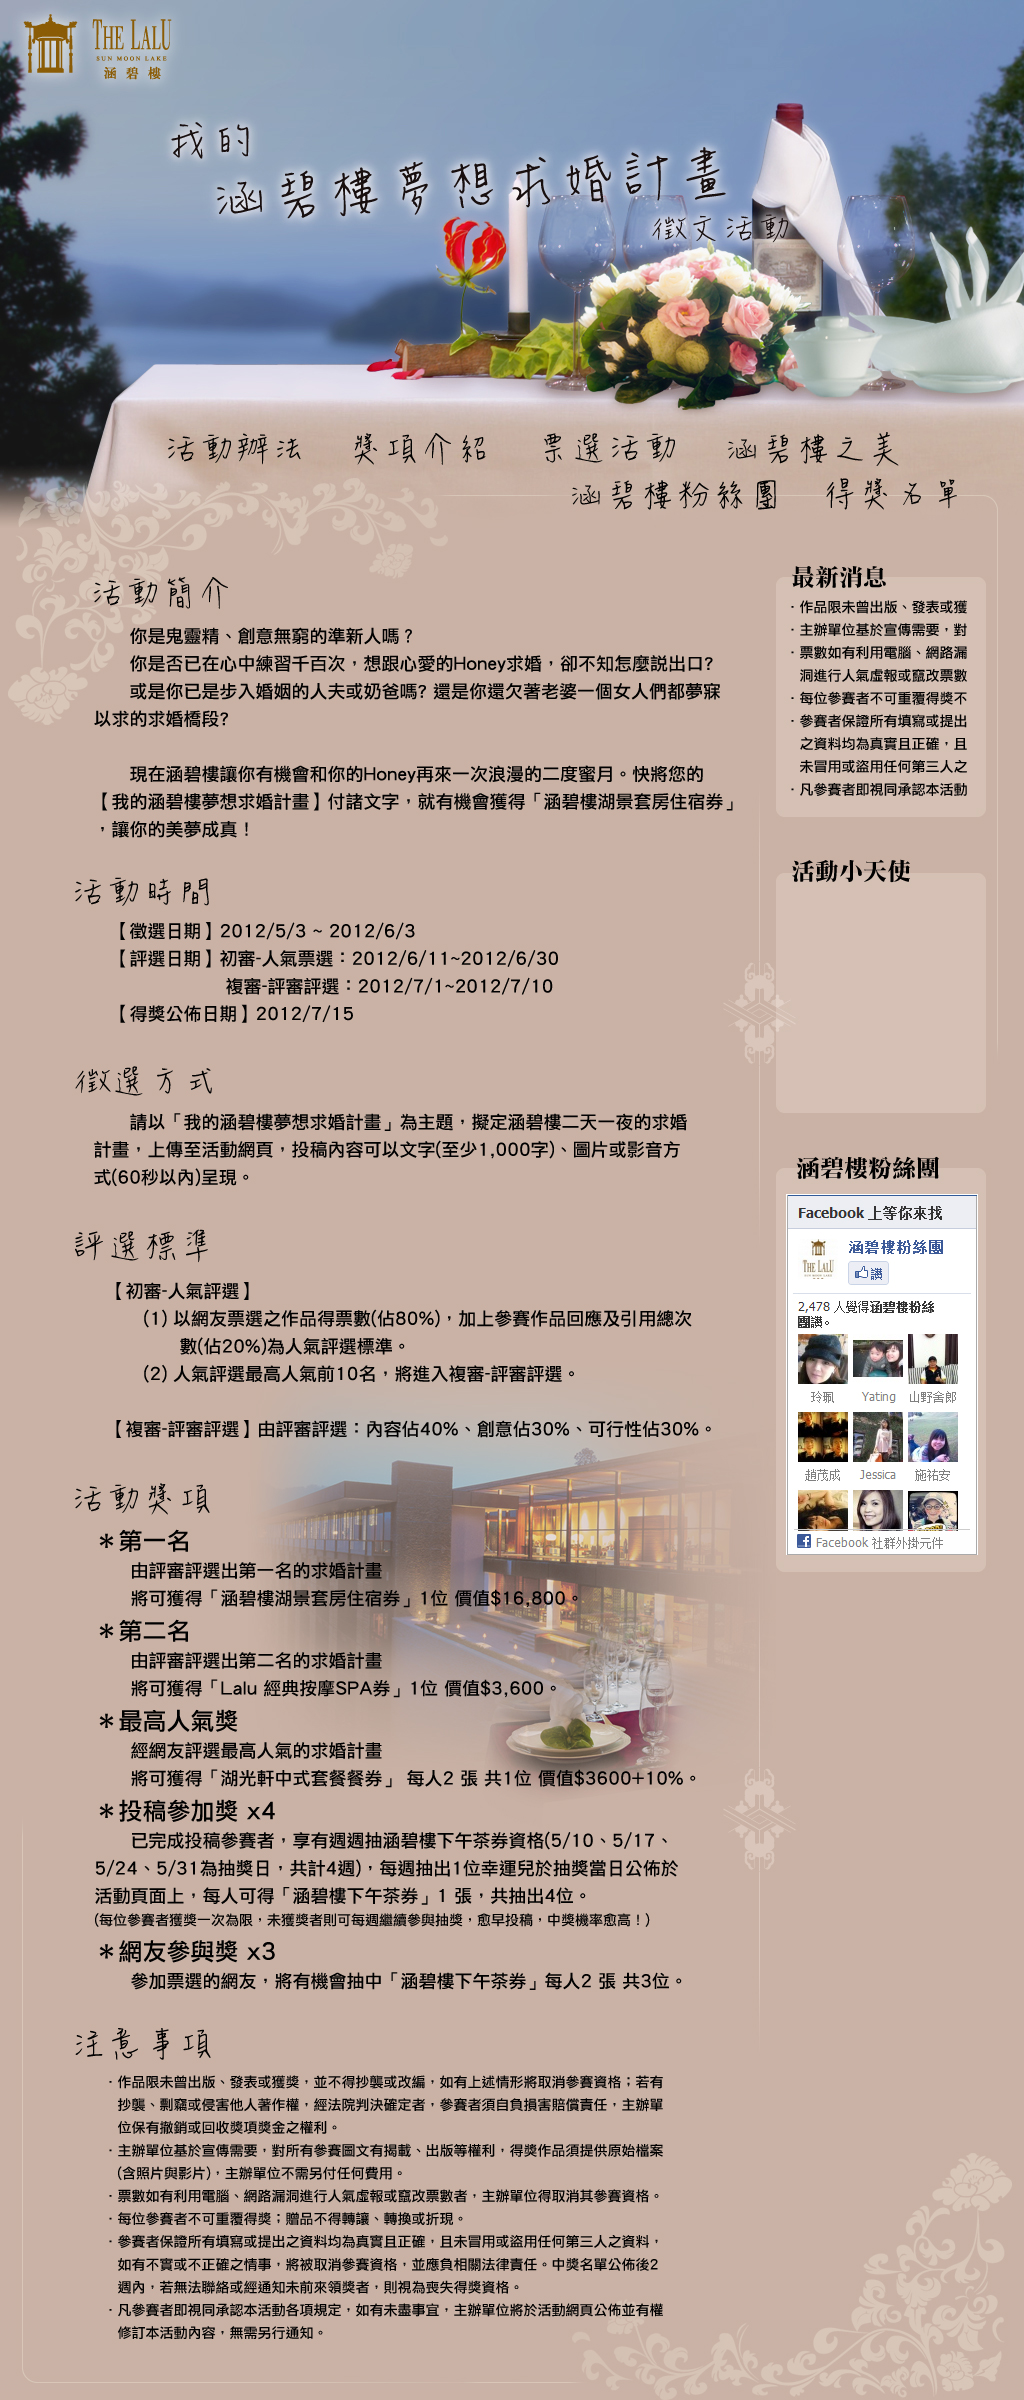 THE LALU
SUN MOON LAKE
涵碧樓
我的
涵碧樓夢想求婚計畫
徵文活動
活動辦法
獎項介紹
票選活動
涵碧樓之美
涵碧樓粉絲團
得獎名單
活動簡介
你是鬼靈精、創意無窮的準新人嗎？
你是否已在心中練習千百次，想跟心愛的Honey求婚，卻不知怎麼説出口?
或是你已是步入婚姻的人夫或奶爸嗎? 還是你還欠著老婆一個女人們都夢寐
以求的求婚橋段?
現在涵碧樓讓你有機會和你的Honey再來一次浪漫的二度蜜月。快將您的
【我的涵碧樓夢想求婚計畫】付諸文字，就有機會獲得「涵碧樓湖景套房住宿券」
，讓你的美夢成真！
活動時間
【徵選日期】2012/5/3 ~ 2012/6/3
【評選日期】初審-人氣票選：2012/6/11~2012/6/30
複審-評審評選：2012/7/1~2012/7/10
【得獎公佈日期】2012/7/15
徵選方式
請以「我的涵碧樓夢想求婚計畫」為主題，擬定涵碧樓二天一夜的求婚
計畫，上傳至活動網頁，投稿內容可以文字(至少1,000字)、圖片或影音方
式(60秒以內)呈現。
評選標準
【初審-人氣評選】
(1) 以網友票選之作品得票數(佔80%)，加上參賽作品回應及引用總次
數(佔20%)為人氣評選標準。
(2) 人氣評選最高人氣前10名，將進入複審-評審評選。
【複審-評審評選】由評審評選：內容佔40%、創意佔30%、可行性佔30%。
活動獎項
＊第一名
由評審評選出第一名的求婚計畫
將可獲得「涵碧樓湖景套房住宿券」1位 價值$16,800。
＊第二名
由評審評選出第二名的求婚計畫
將可獲得「Lalu 經典按摩SPA券」1位 價值$3,600。
＊最高人氣獎
經網友評選最高人氣的求婚計畫
將可獲得「湖光軒中式套餐餐券」 每人2 張 共1位 價值$3600+10%。
＊投稿參加獎 x4
已完成投稿參賽者，享有週週抽涵碧樓下午茶券資格(5/10、5/17、
5/24、5/31為抽獎日，共計4週)，每週抽出1位幸運兒於抽獎當日公佈於
活動頁面上，每人可得「涵碧樓下午茶券」1 張，共抽出4位。
(每位參賽者獲獎一次為限，未獲獎者則可每週繼續參與抽獎，愈早投稿，中獎機率愈高！)
＊網友參與獎 x3
參加票選的網友，將有機會抽中「涵碧樓下午茶券」每人2 張 共3位。
注意事項
· 作品限未曾出版、發表或獲獎，並不得抄襲或改編，如有上述情形將取消參賽資格；若有
抄襲、剽竊或侵害他人著作權，經法院判決確定者，參賽者須自負損害賠償責任，主辦單
位保有撤銷或回收獎項獎金之權利。
· 主辦單位基於宣傳需要，對所有參賽圖文有揭載、出版等權利，得獎作品須提供原始檔案
(含照片與影片)，主辦單位不需另付任何費用。
· 票數如有利用電腦、網路漏洞進行人氣虛報或竄改票數者，主辦單位得取消其參賽資格。
· 每位參賽者不可重覆得獎；贈品不得轉讓、轉換或折現。
· 參賽者保證所有填寫或提出之資料均為真實且正確，且未冒用或盜用任何第三人之資料，
如有不實或不正確之情事，將被取消參賽資格，並應負相關法律責任。中獎名單公佈後2
週內，若無法聯絡或經通知未前來領獎者，則視為喪失得獎資格。
· 凡參賽者即視同承認本活動各項規定，如有未盡事宜，主辦單位將於活動網頁公佈並有權
修訂本活動內容，無需另行通知。
最新消息
· 作品限未曾出版、發表或獲
· 主辦單位基於宣傳需要，對
· 票數如有利用電腦、網路漏
洞進行人氣虛報或竄改票數
· 每位參賽者不可重覆得獎不
· 參賽者保證所有填寫或提出
之資料均為真實且正確，且
未冒用或盜用任何第三人之
· 凡參賽者即視同承認本活動
活動小天使
涵碧樓粉絲團
Facebook 上等你來找
THE LALU
涵碧樓粉絲團
讚
2,478 人覺得涵碧樓粉絲
團讚。
玲珮 Yating 山野舍郎
趙茂成 Jessica 施祐安
Facebook 社群外掛元件